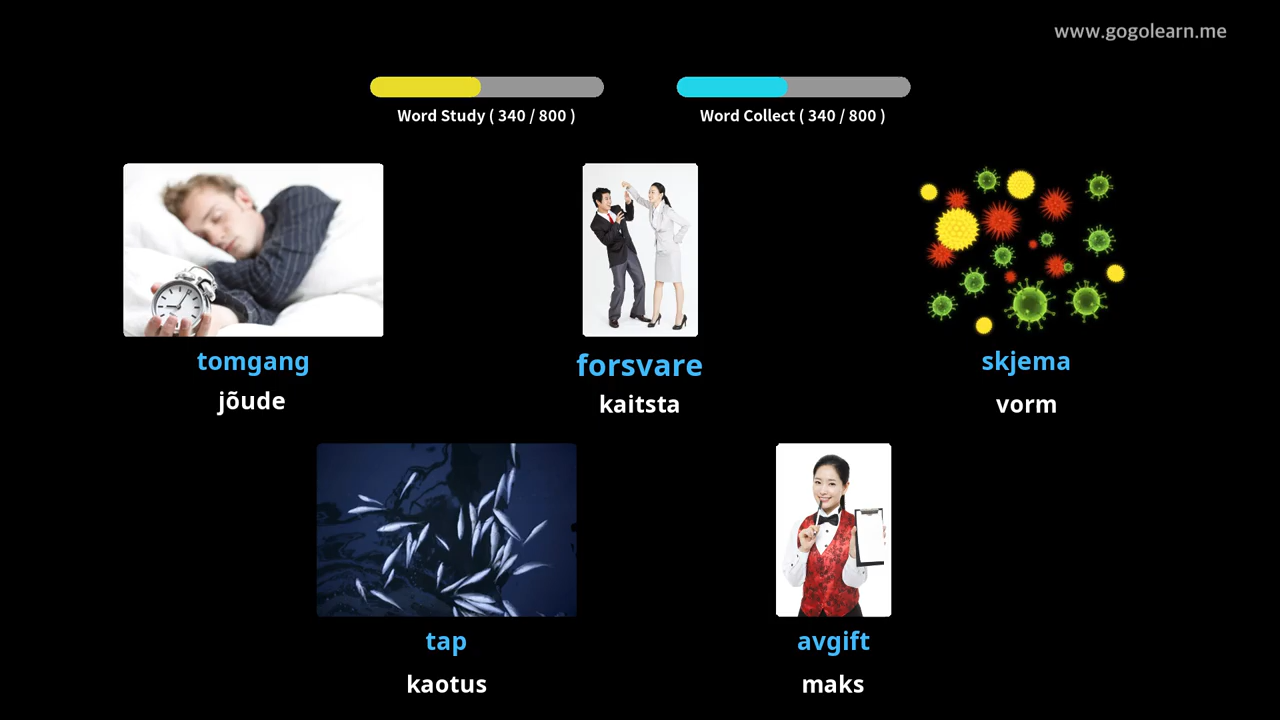 www.gogolearn.me
Word Study ( 340 / 800 )
Word Collect ( 340 / 800 )
tomgang
jõude
forsvare
kaitsta
skjema
vorm
tap
kaotus
avgift
maks